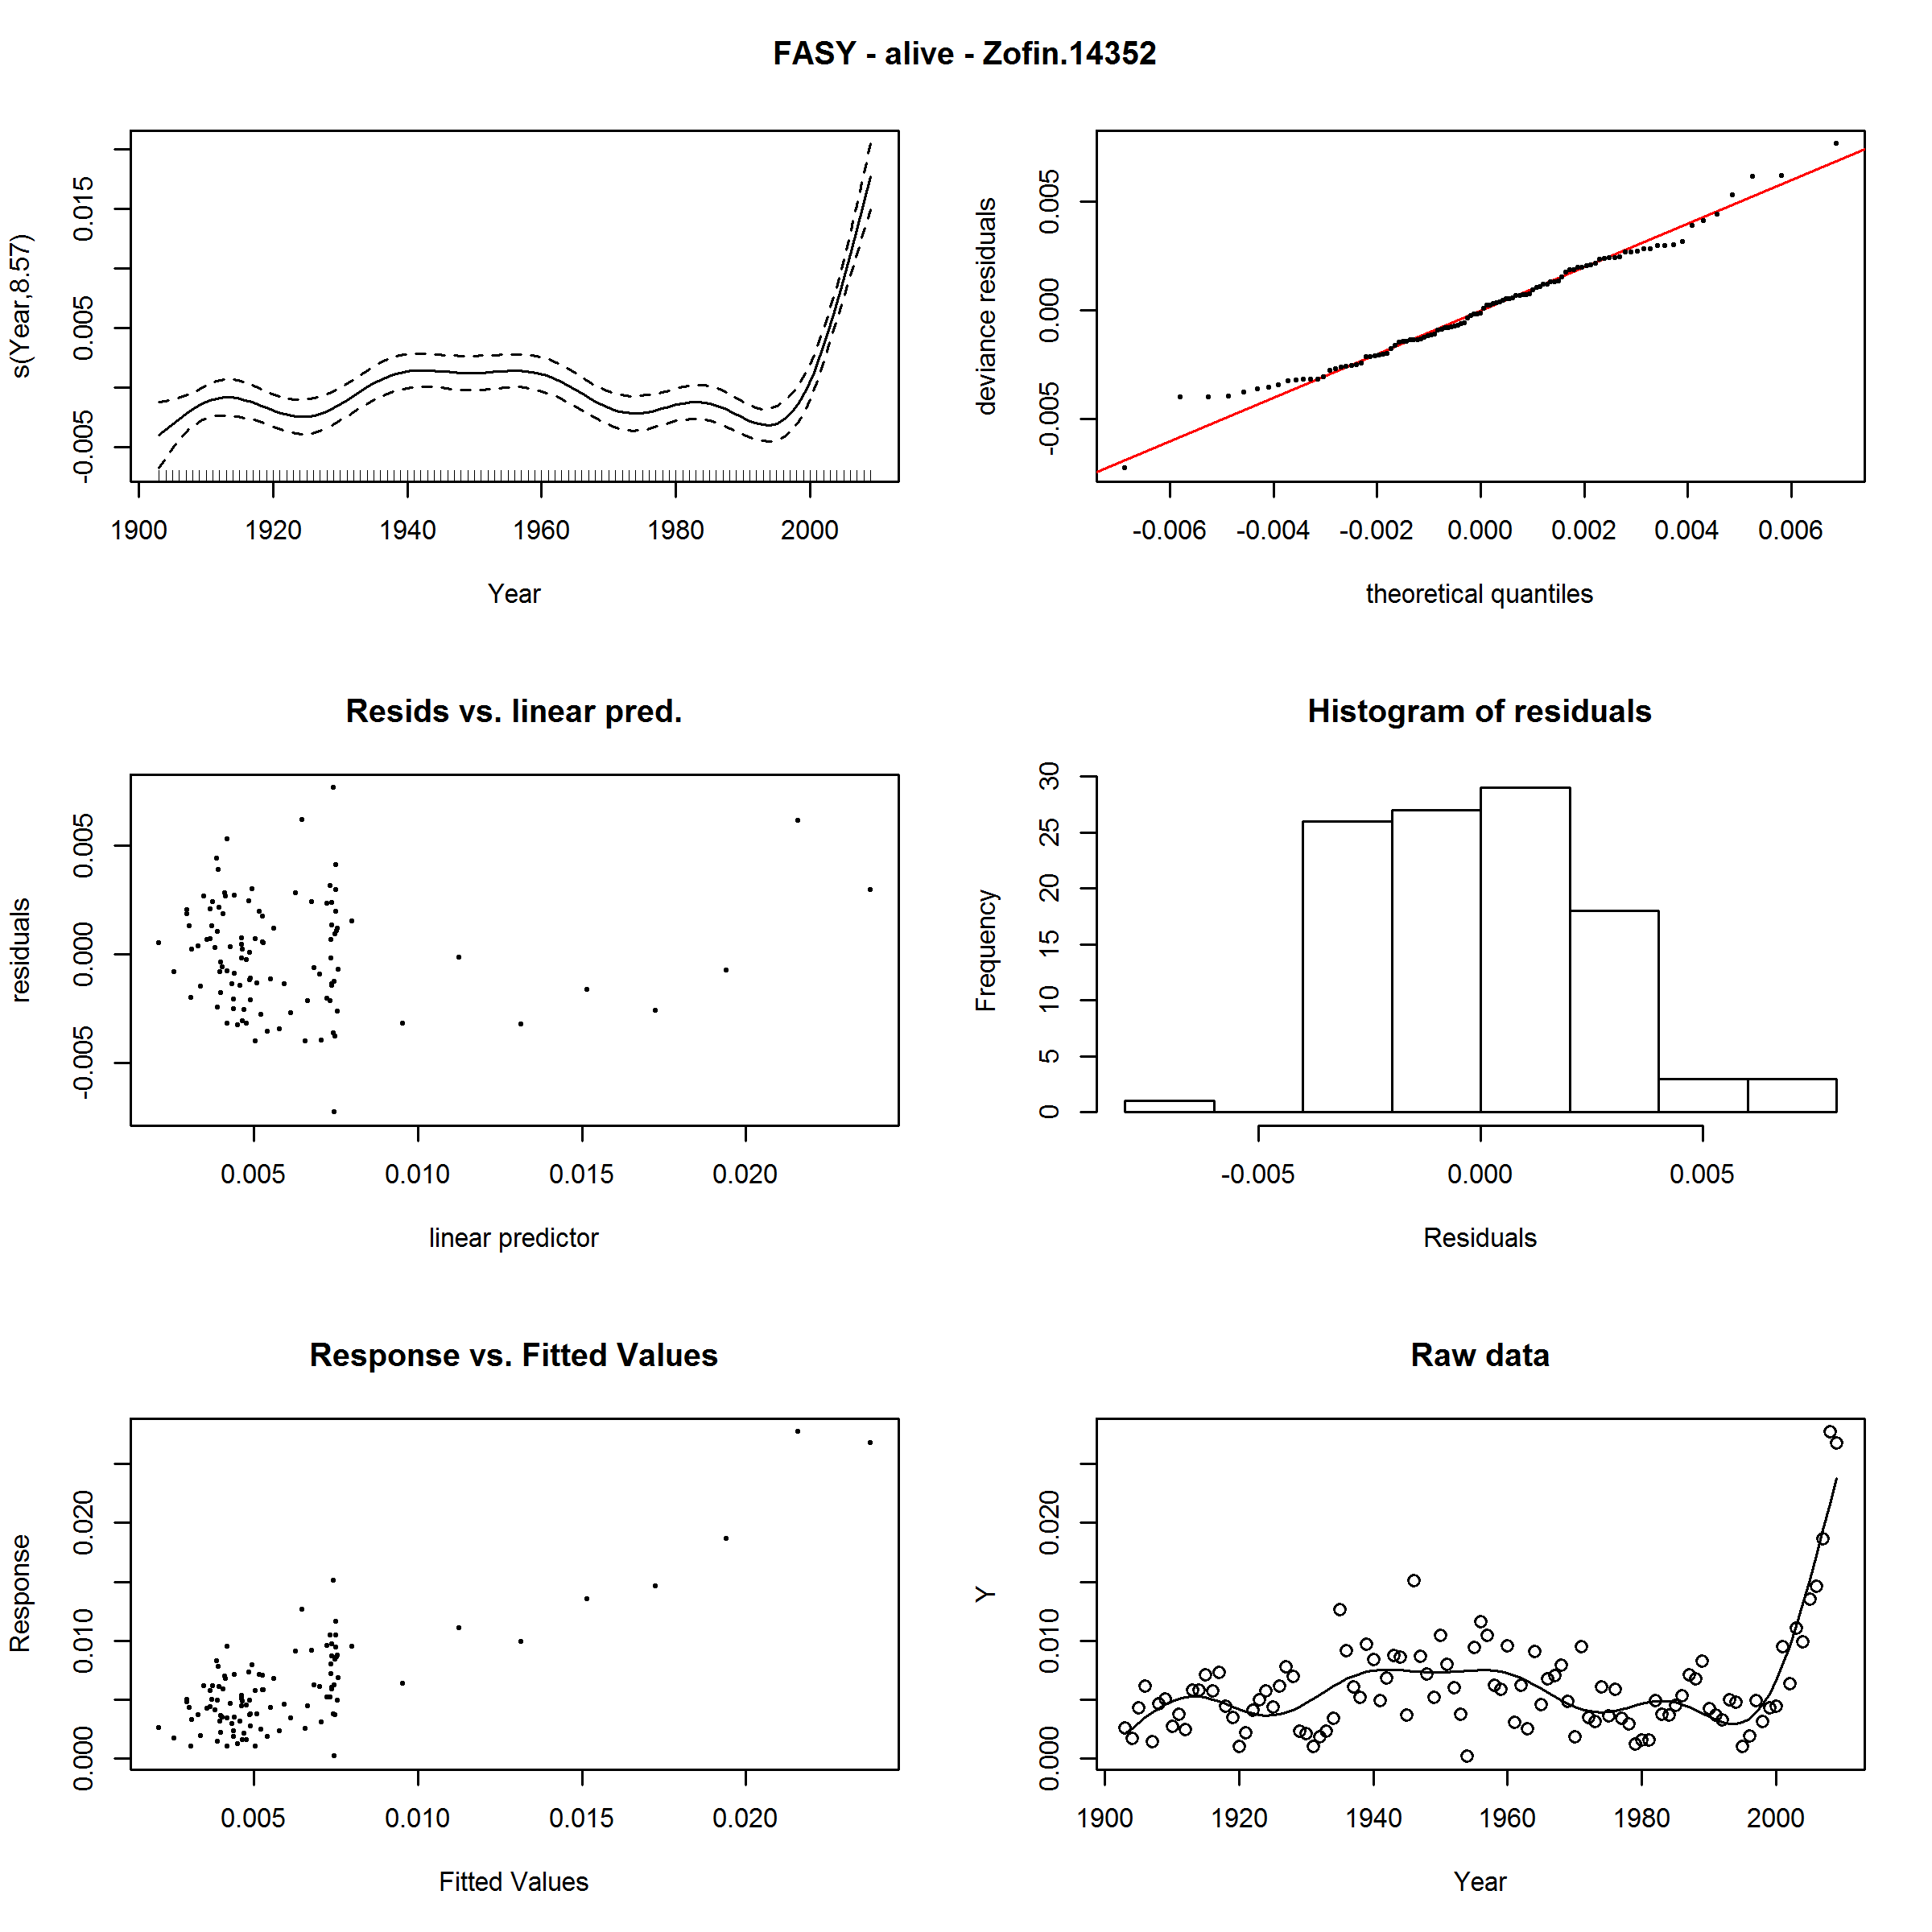 FASY - alive - Zofin.14352
s(Year,8.57)
-0.005 0.005 0.015
1900 1920 1940 1960 1980 2000
Year
deviance residuals
-0.005 0.000 0.005
-0.006 -0.004 -0.002 0.000 0.002 0.004 0.006
theoretical quantiles
Resids vs. linear pred.
residuals
-0.005 0.000 0.005
0.005 0.010 0.015 0.020
linear predictor
Histogram of residuals
Frequency
0 5 10 15 20 25 30
-0.005 0.000 0.005
Residuals
Response vs. Fitted Values
Response
0.000 0.010 0.020
0.005 0.010 0.015 0.020
Fitted Values
Raw data
Y
0.000 0.010 0.020
1900 1920 1940 1960 1980 2000
Year